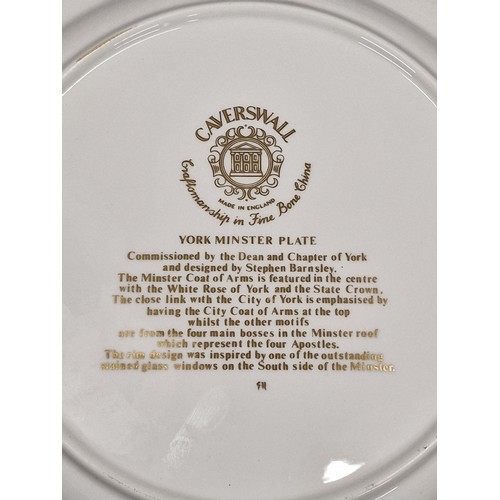 CAVERSWALL
MADE IN ENGLAND
Craftsmanship in Fine Bone China
YORK MINSTER PLATE
Commissioned by the Dean and Chapter of York
and designed by Stephen Barnsley.
The Minster Coat of Arms is featured in the centre
with the White Rose of York and the State Crown.
The close link with the City of York is emphasised by
having the City Coat of Arms at the top
whilst the other motifs
are from the four main bosses in the Minster roof
which represent the four Apostles.
The rim design was inspired by one of the outstanding
stained glass windows on the South side of the Minster.